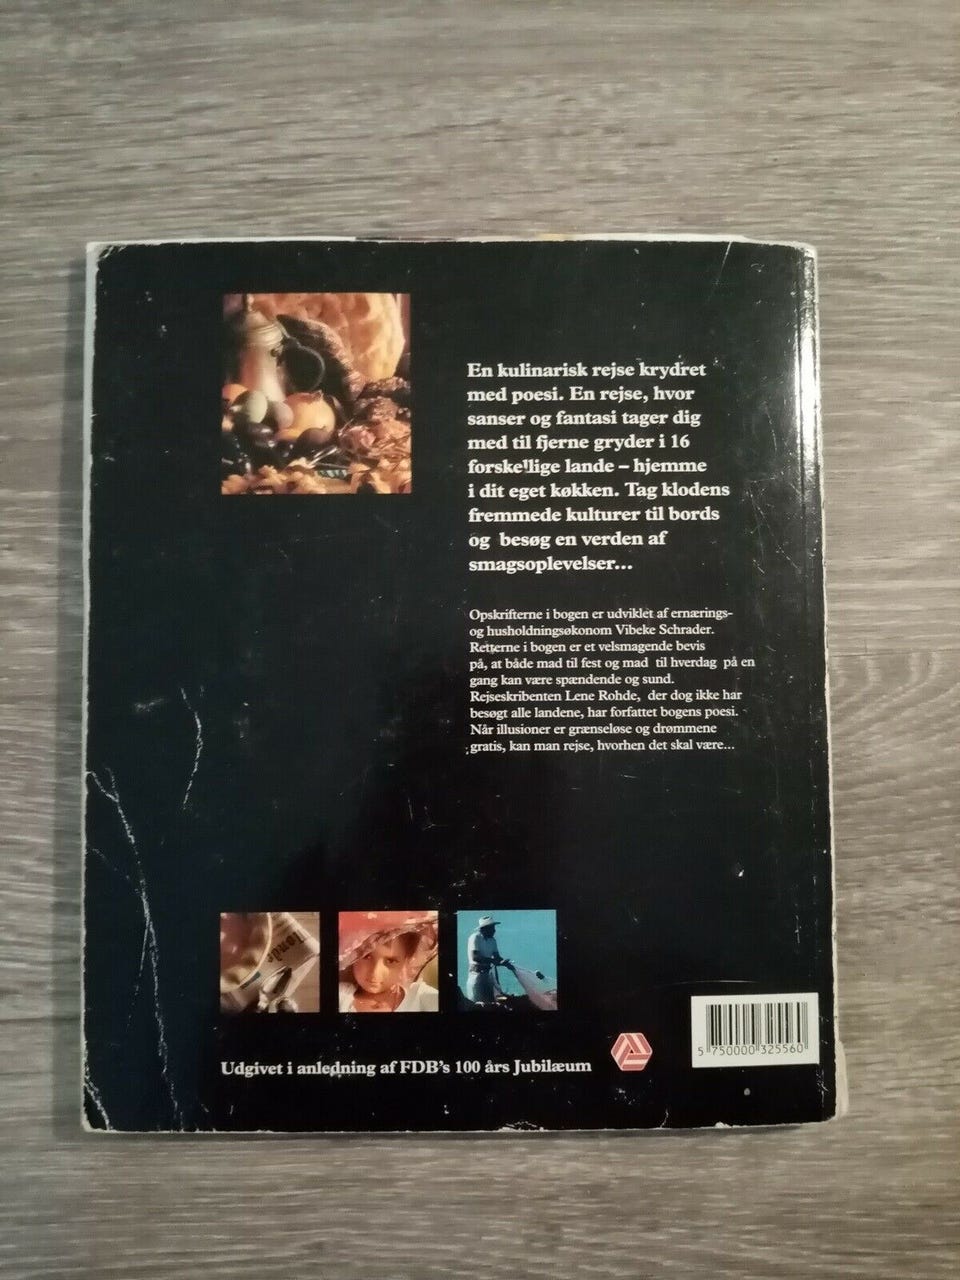 En kulinarisk rejse krydret
med poesi. En rejse, hvor
sanser og fantasi tager dig
med til fjerne gryder i 16
forskellige lande – hjemme
i dit eget køkken. Tag klodens
fremmede kulturer til bords
og besøg en verden af
smagsoplevelser...
Opskrifterne i bogen er udviklet af ernærings-
og husholdningsøkonom Vibeke Schrader.
Retterne i bogen er et velsmagende bevis
på, at både mad til fest og mad til hverdag på en
gang kan være spændende og sund.
Rejseskribenten Lene Rohde, der dog ikke har
besøgt alle landene, har forfattet bogens poesi.
Når illusioner er grænseløse og drømmene
gratis, kan man rejse, hvorhen det skal være...
Udgivet i anledning af FDB's 100 års Jubilæum
5 750000 325560